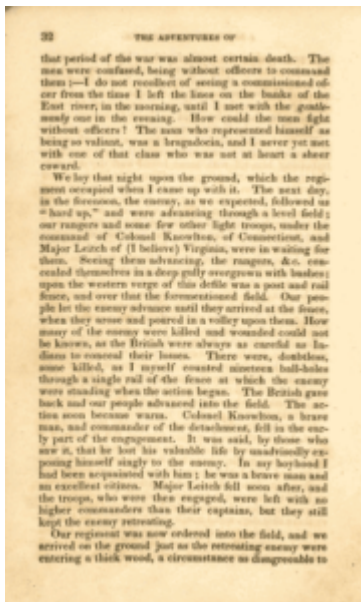 32 THE ADVENTURES OF
that period of the war was almost certain death. The
men were confused, being without officers to command
them ;—I do not recollect of seeing a commissioned of-
cer from the time I left the lines on the banks of the
East river, in the morning, until I met with the gentle-
manly one in the evening. How could the men fight
without officers? The man who represented himself as
being so valiant, was a bragadocia, and I never yet met
with one of that class who was not at heart a sheer
coward.
We lay that night upon the ground, which the regi-
ment occupied when I came up with it. The next day,
in the forenoon, the enemy, as we expected, followed us
"hard up," and were advancing through a level field;
our rangers and some few other light troops, under the
command of Colonel Knowlton, of Connecticut, and
Major Leitch of (I believe) Virginia, were in waiting for
them. Seeing them advancing, the rangers, &c. con-
cealed themselves in a deep gully overgrown with bushes;
upon the western verge of this defile was a post and rail
fence, and over that the forementioned field. Our peo-
ple let the enemy advance until they arrived at the fence,
when they arose and poured in a volley upon them. How
many of the enemy were killed and wounded could not
be known, as the British were always as careful as In-
dians to conceal their losses. There were, doubtless,
some killed, as I myself counted nineteen ball-holes
through a single rail of the fence at which the enemy
were standing when the action began. The British gave
back and our people advanced into the field. The ac-
tion soon became warm. Colonel Knowlton, a brave
man, and commander of the detachment, fell in the ear-
ly part of the engagement. It was said, by those who
saw it, that he lost his valuable life by unadvisedly ex-
posing himself singly to the enemy. In my boyhood I
had been acquainted with him; he was a brave man and
an excellent citizen. Major Leitch fell soon after, and
the troops, who were then engaged, were left with no
higher commanders than their captains, but they still
kept the enemy retreating.
Our regiment was now ordered into the field, and we
arrived on the ground just as the retreating enemy were
entering a thick wood, a circumstance as disagreeable to